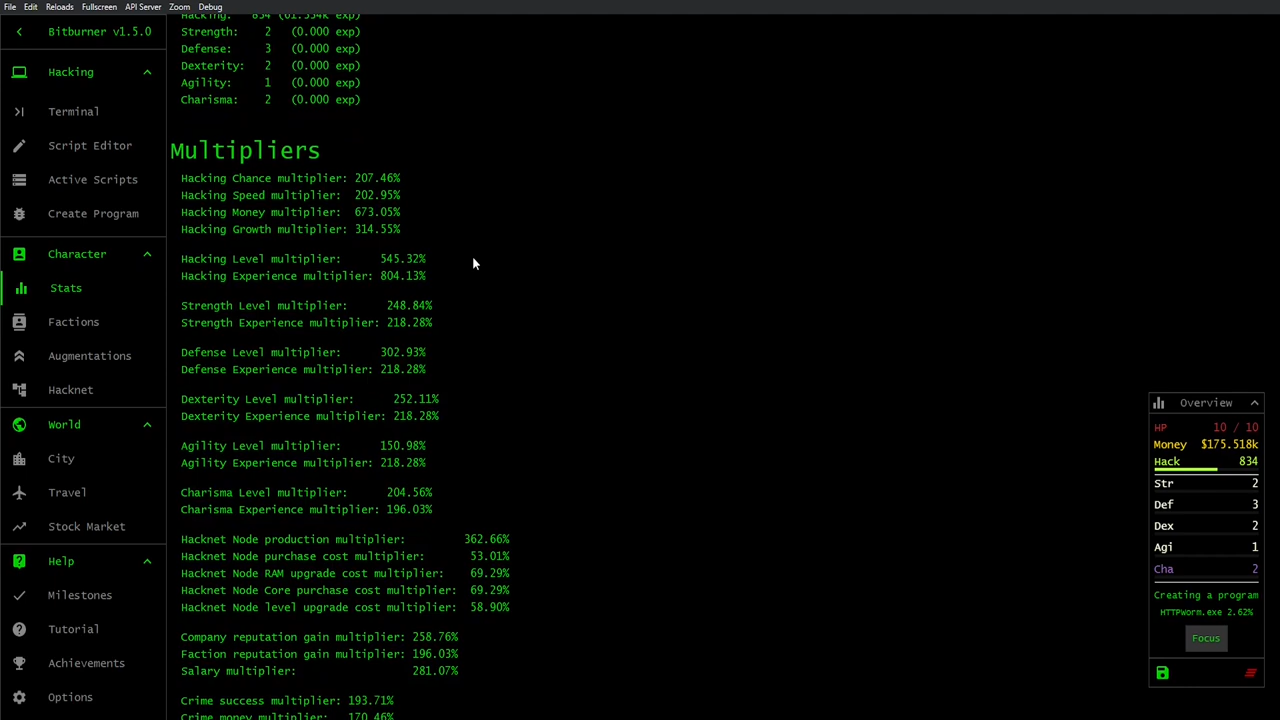 File Edit Reloads Fullscreen API Server Zoom Debug
Bitburner v1.5.0
Hacking
Terminal
Script Editor
Active Scripts
Create Program
Character
Stats
Factions
Augmentations
Hacknet
World
City
Travel
Stock Market
Help
Milestones
Tutorial
Achievements
Options
Strength: 2 (0.000 exp)
Defense: 3 (0.000 exp)
Dexterity: 2 (0.000 exp)
Agility: 1 (0.000 exp)
Charisma: 2 (0.000 exp)
Multipliers
Hacking Chance multiplier: 207.46%
Hacking Speed multiplier: 202.95%
Hacking Money multiplier: 673.05%
Hacking Growth multiplier: 314.55%
Hacking Level multiplier: 545.32%
Hacking Experience multiplier: 804.13%
Strength Level multiplier: 248.84%
Strength Experience multiplier: 218.28%
Defense Level multiplier: 302.93%
Defense Experience multiplier: 218.28%
Dexterity Level multiplier: 252.11%
Dexterity Experience multiplier: 218.28%
Agility Level multiplier: 150.98%
Agility Experience multiplier: 218.28%
Charisma Level multiplier: 204.56%
Charisma Experience multiplier: 196.03%
Hacknet Node production multiplier: 362.66%
Hacknet Node purchase cost multiplier: 53.01%
Hacknet Node RAM upgrade cost multiplier: 69.29%
Hacknet Node Core purchase cost multiplier: 69.29%
Hacknet Node level upgrade cost multiplier: 58.90%
Company reputation gain multiplier: 258.76%
Faction reputation gain multiplier: 196.03%
Salary multiplier: 281.07%
Crime success multiplier: 193.71%
Crime money multiplier: 170.46%
Overview
HP 10 / 10
Money $175.518k
Hack 834
Str 2
Def 3
Dex 2
Agi 1
Cha 2
Creating a program
HTTPWorm.exe 2.62%
Focus